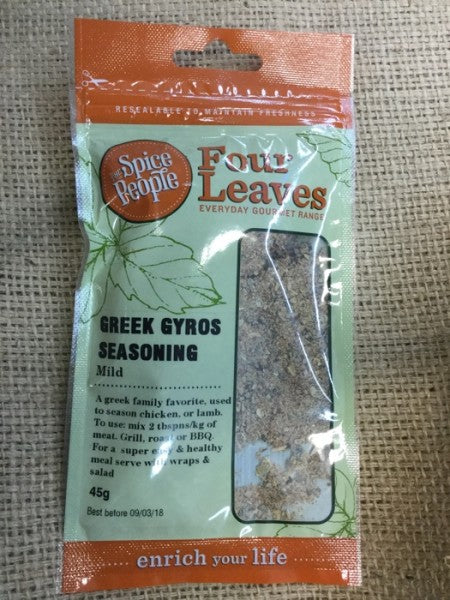 RESEALABLE TO MAINTAIN FRESHNESS
THE Spice People
Four Leaves
EVERYDAY GOURMET RANGE
GREEK GYROS
SEASONING
Mild
A greek family favorite, used
to season chicken, or lamb.
To use: mix 2 tbspns/kg of
meat. Grill, roast or BBQ.
For a super easy & healthy
meal serve with wraps &
salad
45g
Best before 09/03/18
enrich your life